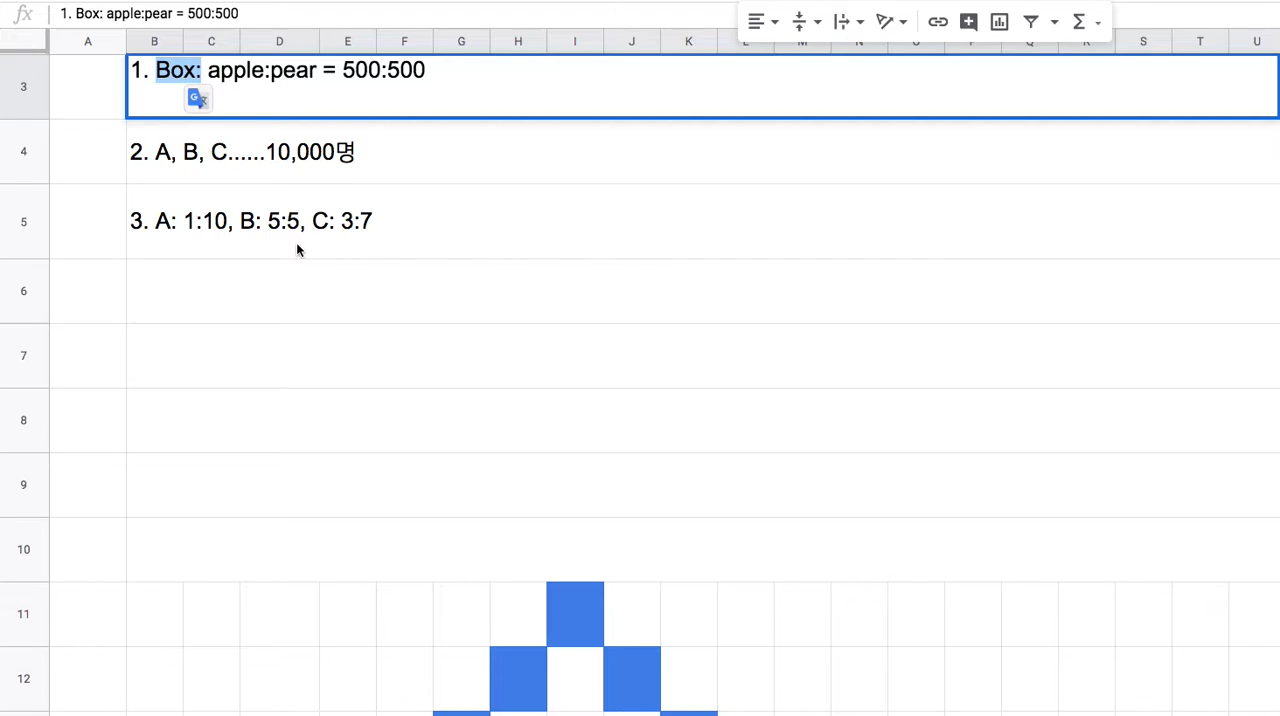 1. Box: apple:pear = 500:500
A B C D E F G H I J K S T U
3 1. Box: apple:pear = 500:500
4 2. A, B, C......10,000명
5 3. A: 1:10, B: 5:5, C: 3:7
6
7
8
9
10
11
12